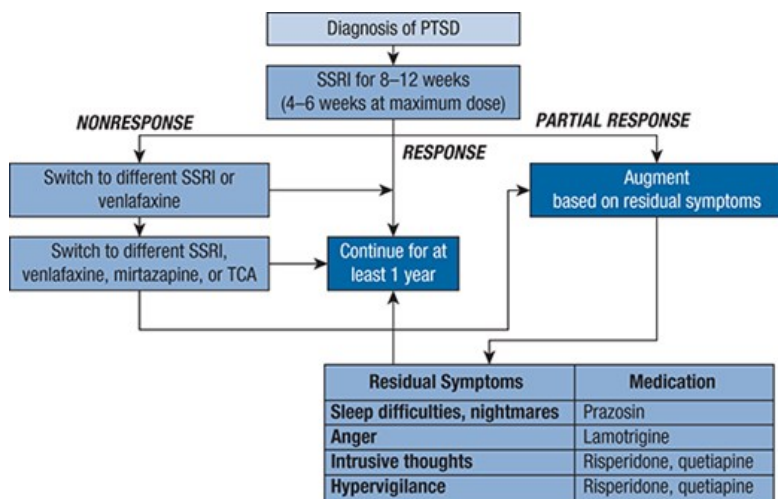 Diagnosis of PTSD
SSRI for 8–12 weeks
(4–6 weeks at maximum dose)
NONRESPONSE
PARTIAL RESPONSE
RESPONSE
Switch to different SSRI or
venlafaxine
Augment
based on residual symptoms
Switch to different SSRI,
venlafaxine, mirtazapine, or TCA
Continue for at
least 1 year
Residual Symptoms Medication
Sleep difficulties, nightmares Prazosin
Anger Lamotrigine
Intrusive thoughts Risperidone, quetiapine
Hypervigilance Risperidone, quetiapine